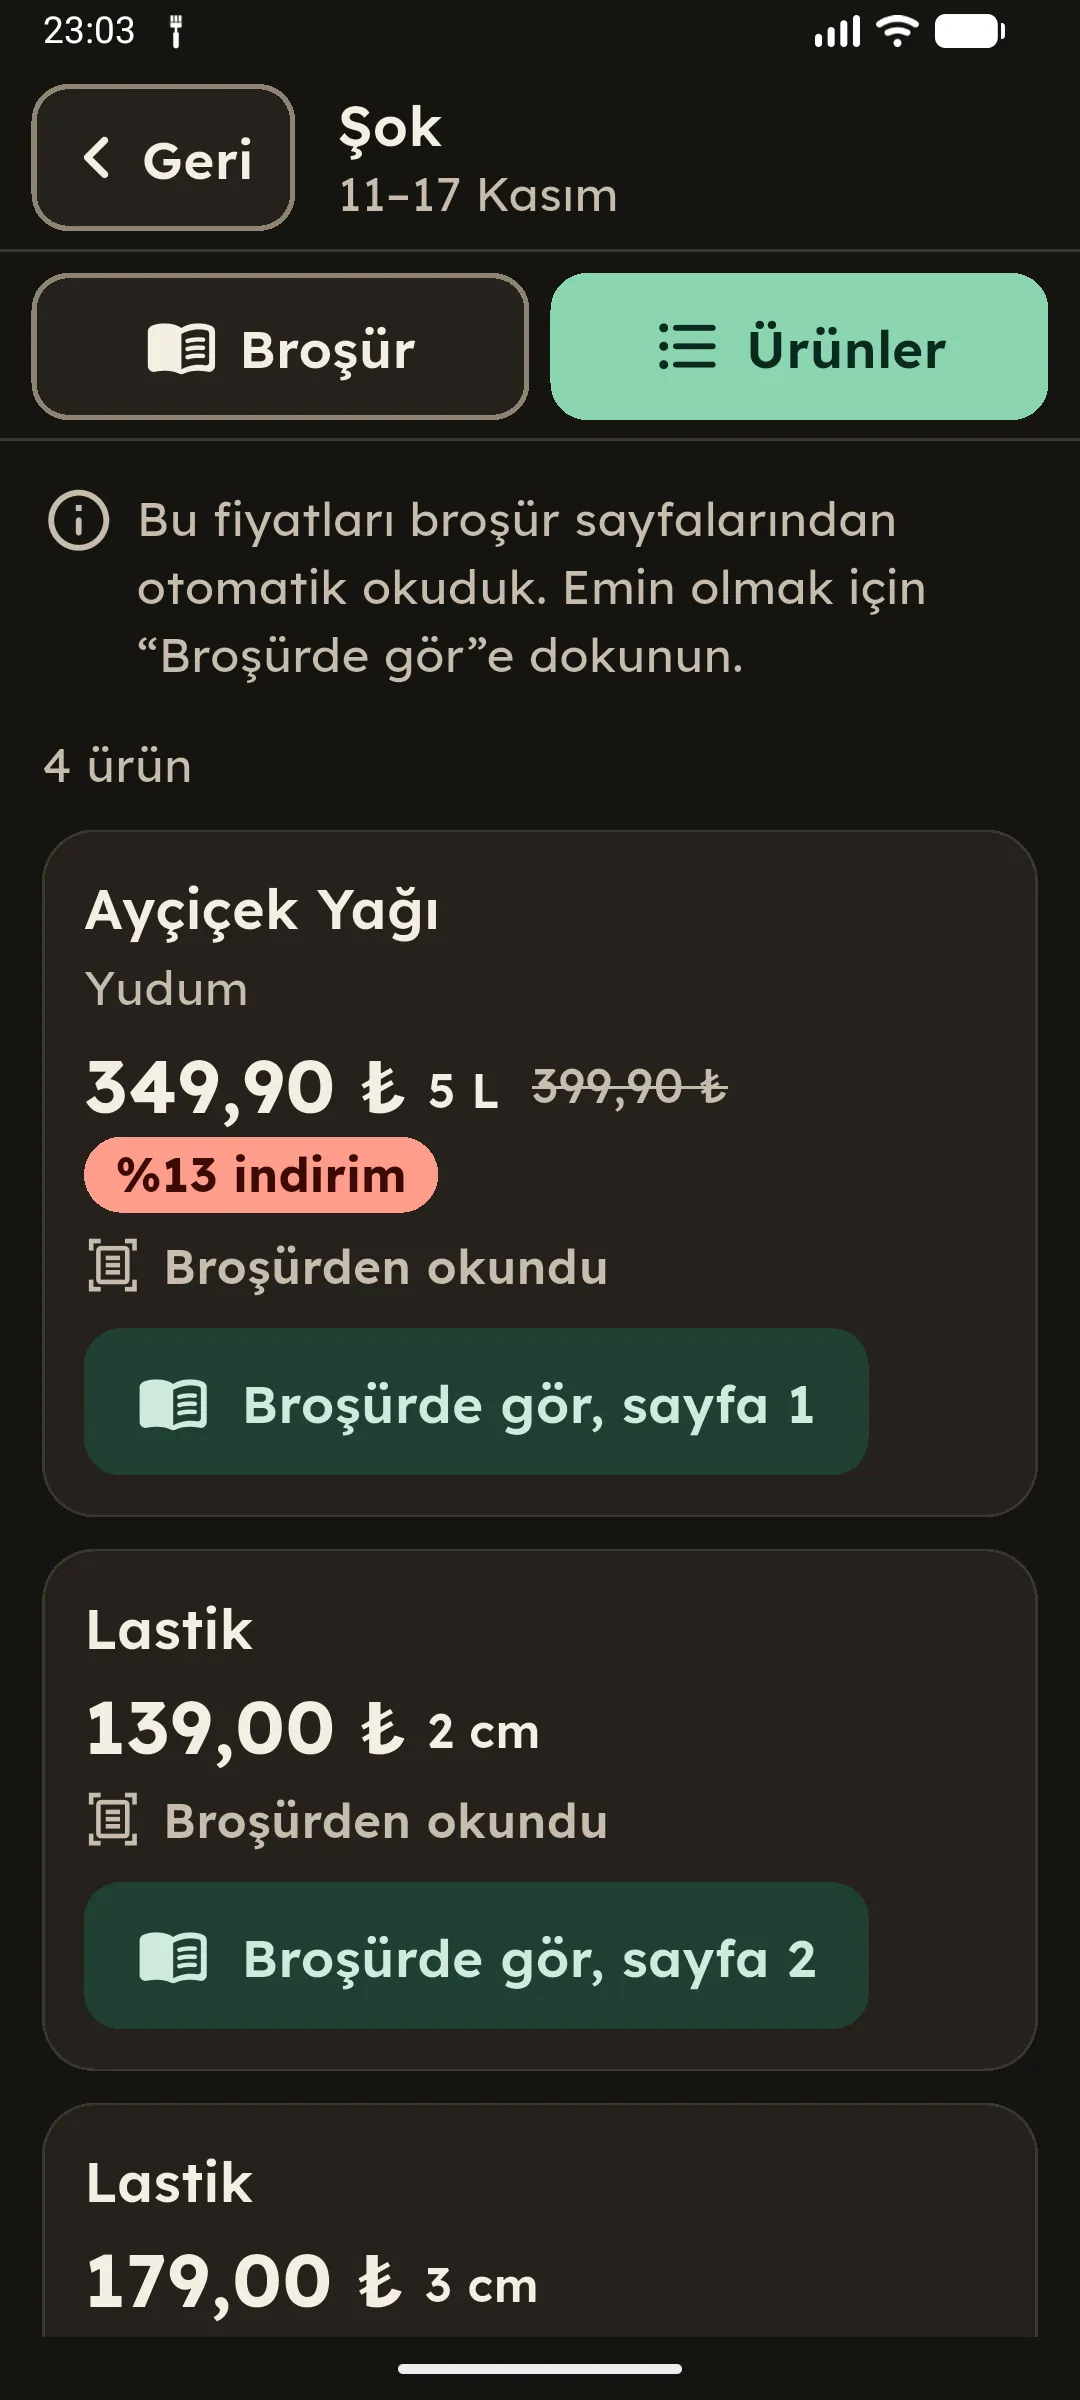 23:03
Geri
Şok
11–17 Kasım
Broşür
Ürünler
Bu fiyatları broşür sayfalarından
otomatik okuduk. Emin olmak için
“Broşürde gör”e dokunun.
4 ürün
Ayçiçek Yağı
Yudum
349,90 ₺ 5 L 399,90 ₺
%13 indirim
Broşürden okundu
Broşürde gör, sayfa 1
Lastik
139,00 ₺ 2 cm
Broşürden okundu
Broşürde gör, sayfa 2
Lastik
179,00 ₺ 3 cm